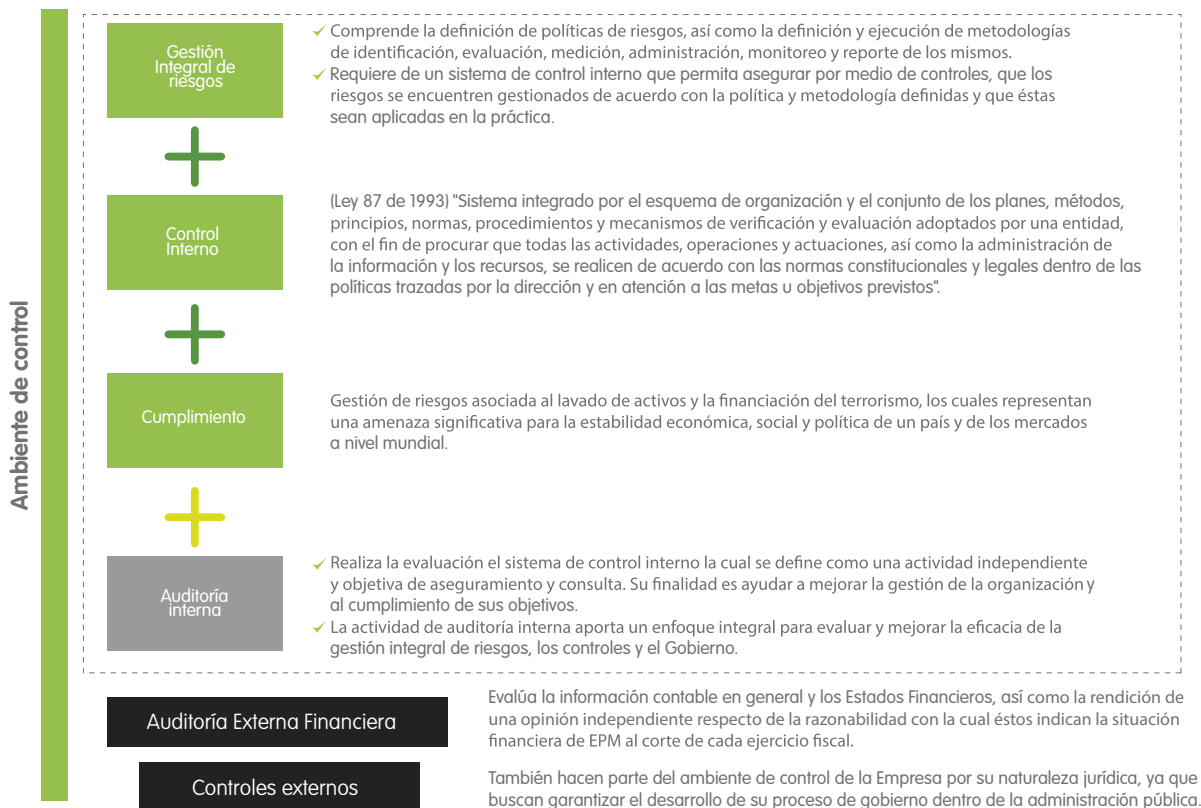 Ambiente de control
Gestión
Integral de
riesgos
Comprende la definición de políticas de riesgos, así como la definición y ejecución de metodologías
de identificación, evaluación, medición, administración, monitoreo y reporte de los mismos.
Requiere de un sistema de control interno que permita asegurar por medio de controles, que los
riesgos se encuentren gestionados de acuerdo con la política y metodología definidas y que éstas
sean aplicadas en la práctica.
Control
Interno
(Ley 87 de 1993) "Sistema integrado por el esquema de organización y el conjunto de los planes, métodos,
principios, normas, procedimientos y mecanismos de verificación y evaluación adoptados por una entidad,
con el fin de procurar que todas las actividades, operaciones y actuaciones, así como la administración de
la información y los recursos, se realicen de acuerdo con las normas constitucionales y legales dentro de las
políticas trazadas por la dirección y en atención a las metas u objetivos previstos".
Cumplimiento
Gestión de riesgos asociada al lavado de activos y la financiación del terrorismo, los cuales representan
una amenaza significativa para la estabilidad económica, social y política de un país y de los mercados
a nivel mundial.
Auditoría
interna
Realiza la evaluación el sistema de control interno la cual se define como una actividad independiente
y objetiva de aseguramiento y consulta. Su finalidad es ayudar a mejorar la gestión de la organización y
al cumplimiento de sus objetivos.
La actividad de auditoría interna aporta un enfoque integral para evaluar y mejorar la eficacia de la
gestión integral de riesgos, los controles y el Gobierno.
Auditoría Externa Financiera
Evalúa la información contable en general y los Estados Financieros, así como la rendición de
una opinión independiente respecto de la razonabilidad con la cual éstos indican la situación
financiera de EPM al corte de cada ejercicio fiscal.
Controles externos
También hacen parte del ambiente de control de la Empresa por su naturaleza jurídica, ya que
buscan garantizar el desarrollo de su proceso de gobierno dentro de la administración pública.